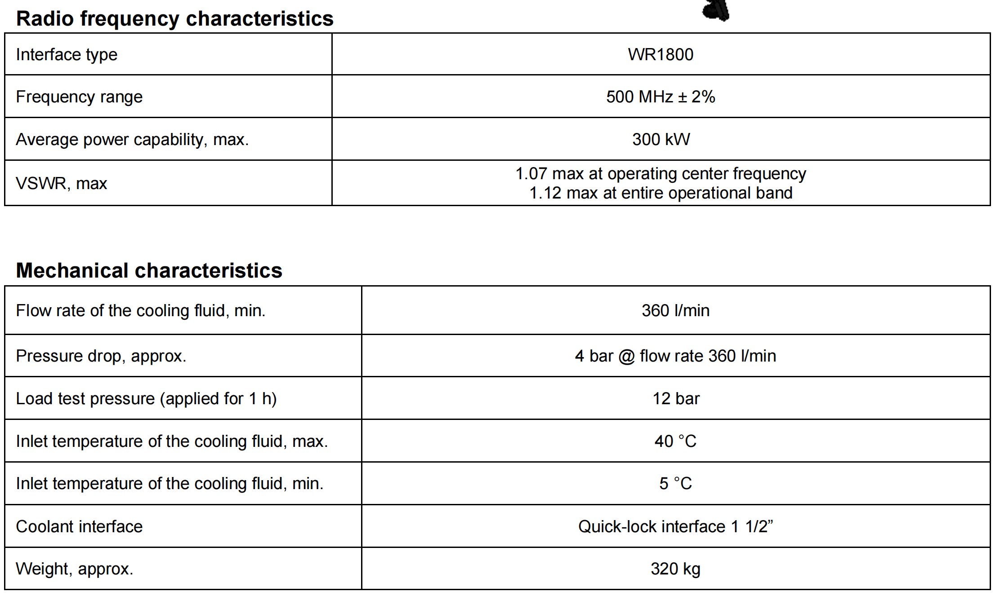 Radio frequency characteristics
Interface type
WR1800
Frequency range
500 MHz ± 2%
Average power capability, max.
300 kW
VSWR, max
1.07 max at operating center frequency
1.12 max at entire operational band
Mechanical characteristics
Flow rate of the cooling fluid, min.
360 l/min
Pressure drop, approx.
4 bar @ flow rate 360 l/min
Load test pressure (applied for 1 h)
12 bar
Inlet temperature of the cooling fluid, max.
40 °C
Inlet temperature of the cooling fluid, min.
5 °C
Coolant interface
Quick-lock interface 1 1/2”
Weight, approx.
320 kg